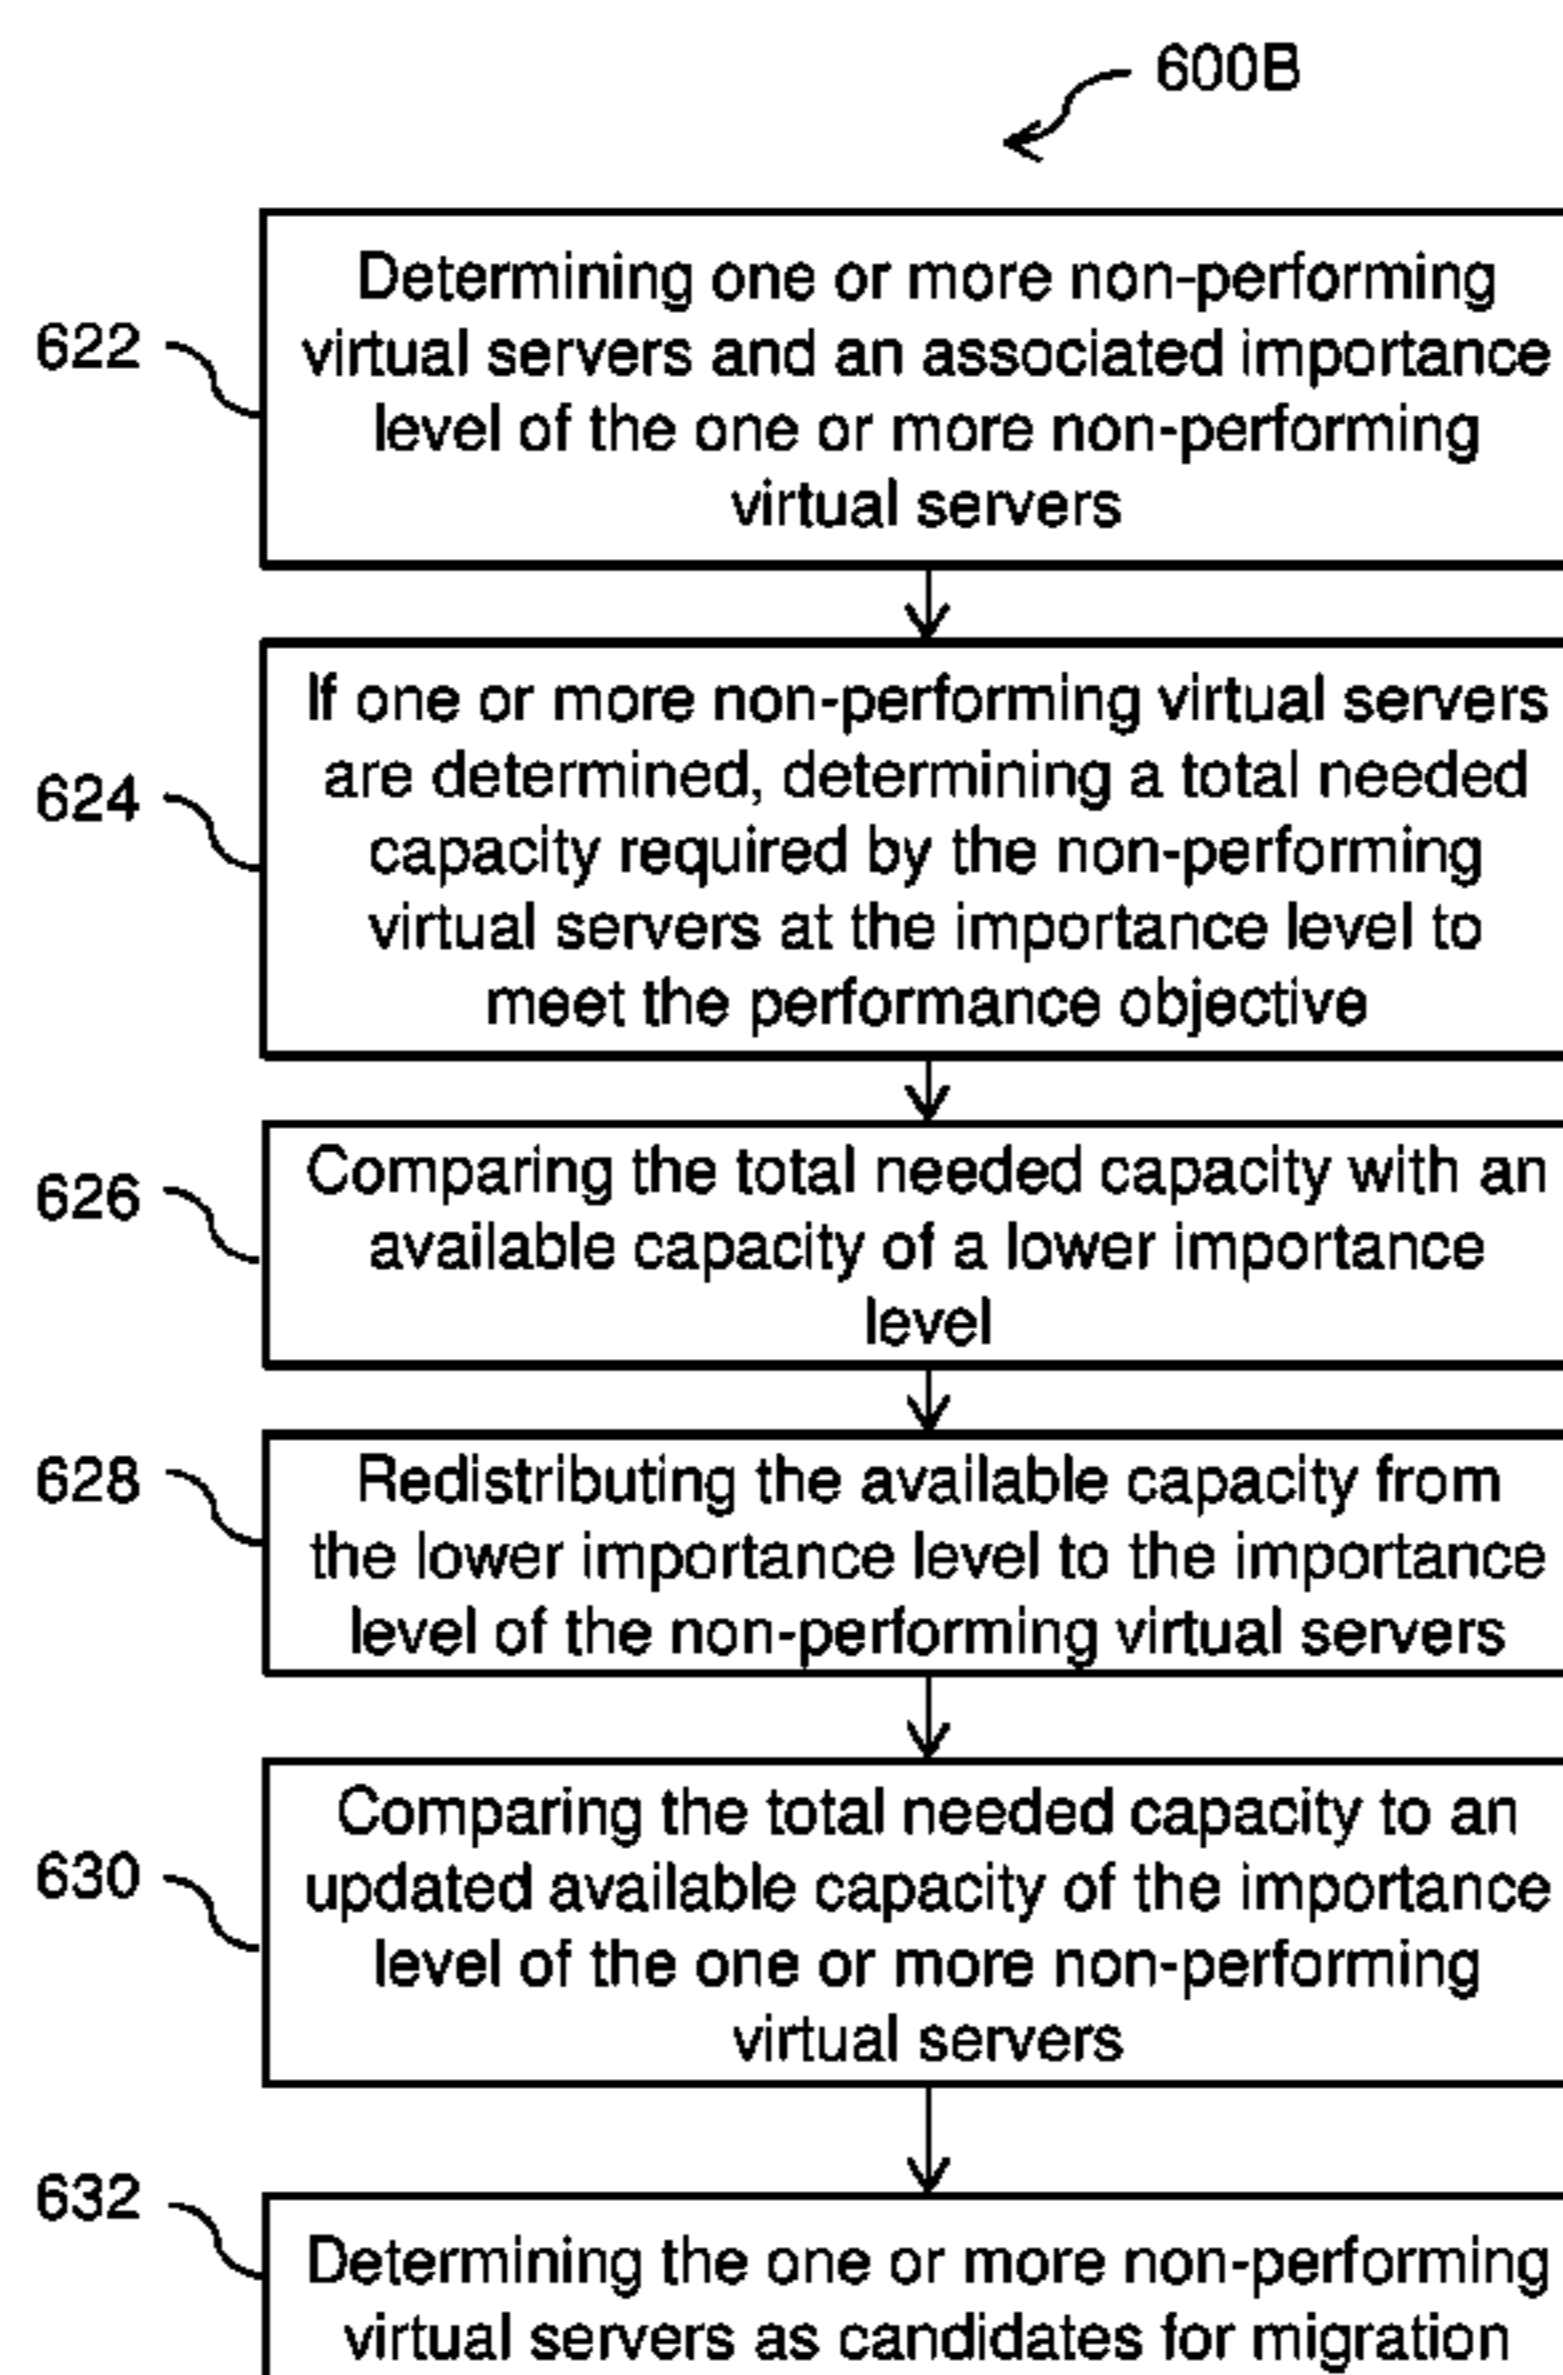 600B
622
Determining one or more non-performing
virtual servers and an associated importance
level of the one or more non-performing
virtual servers
624
If one or more non-performing virtual servers
are determined, determining a total needed
capacity required by the non-performing
virtual servers at the importance level to
meet the performance objective
626
Comparing the total needed capacity with an
available capacity of a lower importance
level
628
Redistributing the available capacity from
the lower importance level to the importance
level of the non-performing virtual servers
630
Comparing the total needed capacity to an
updated available capacity of the importance
level of the one or more non-performing
virtual servers
632
Determining the one or more non-performing
virtual servers as candidates for migration